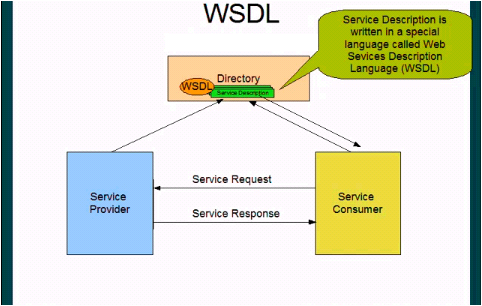 WSDL
Service Description is
written in a special
language called Web
Sevices Description
Language (WSDL)
Directory
WSDL
Service Description
Service Request
Service
Provider
Service
Consumer
Service Response